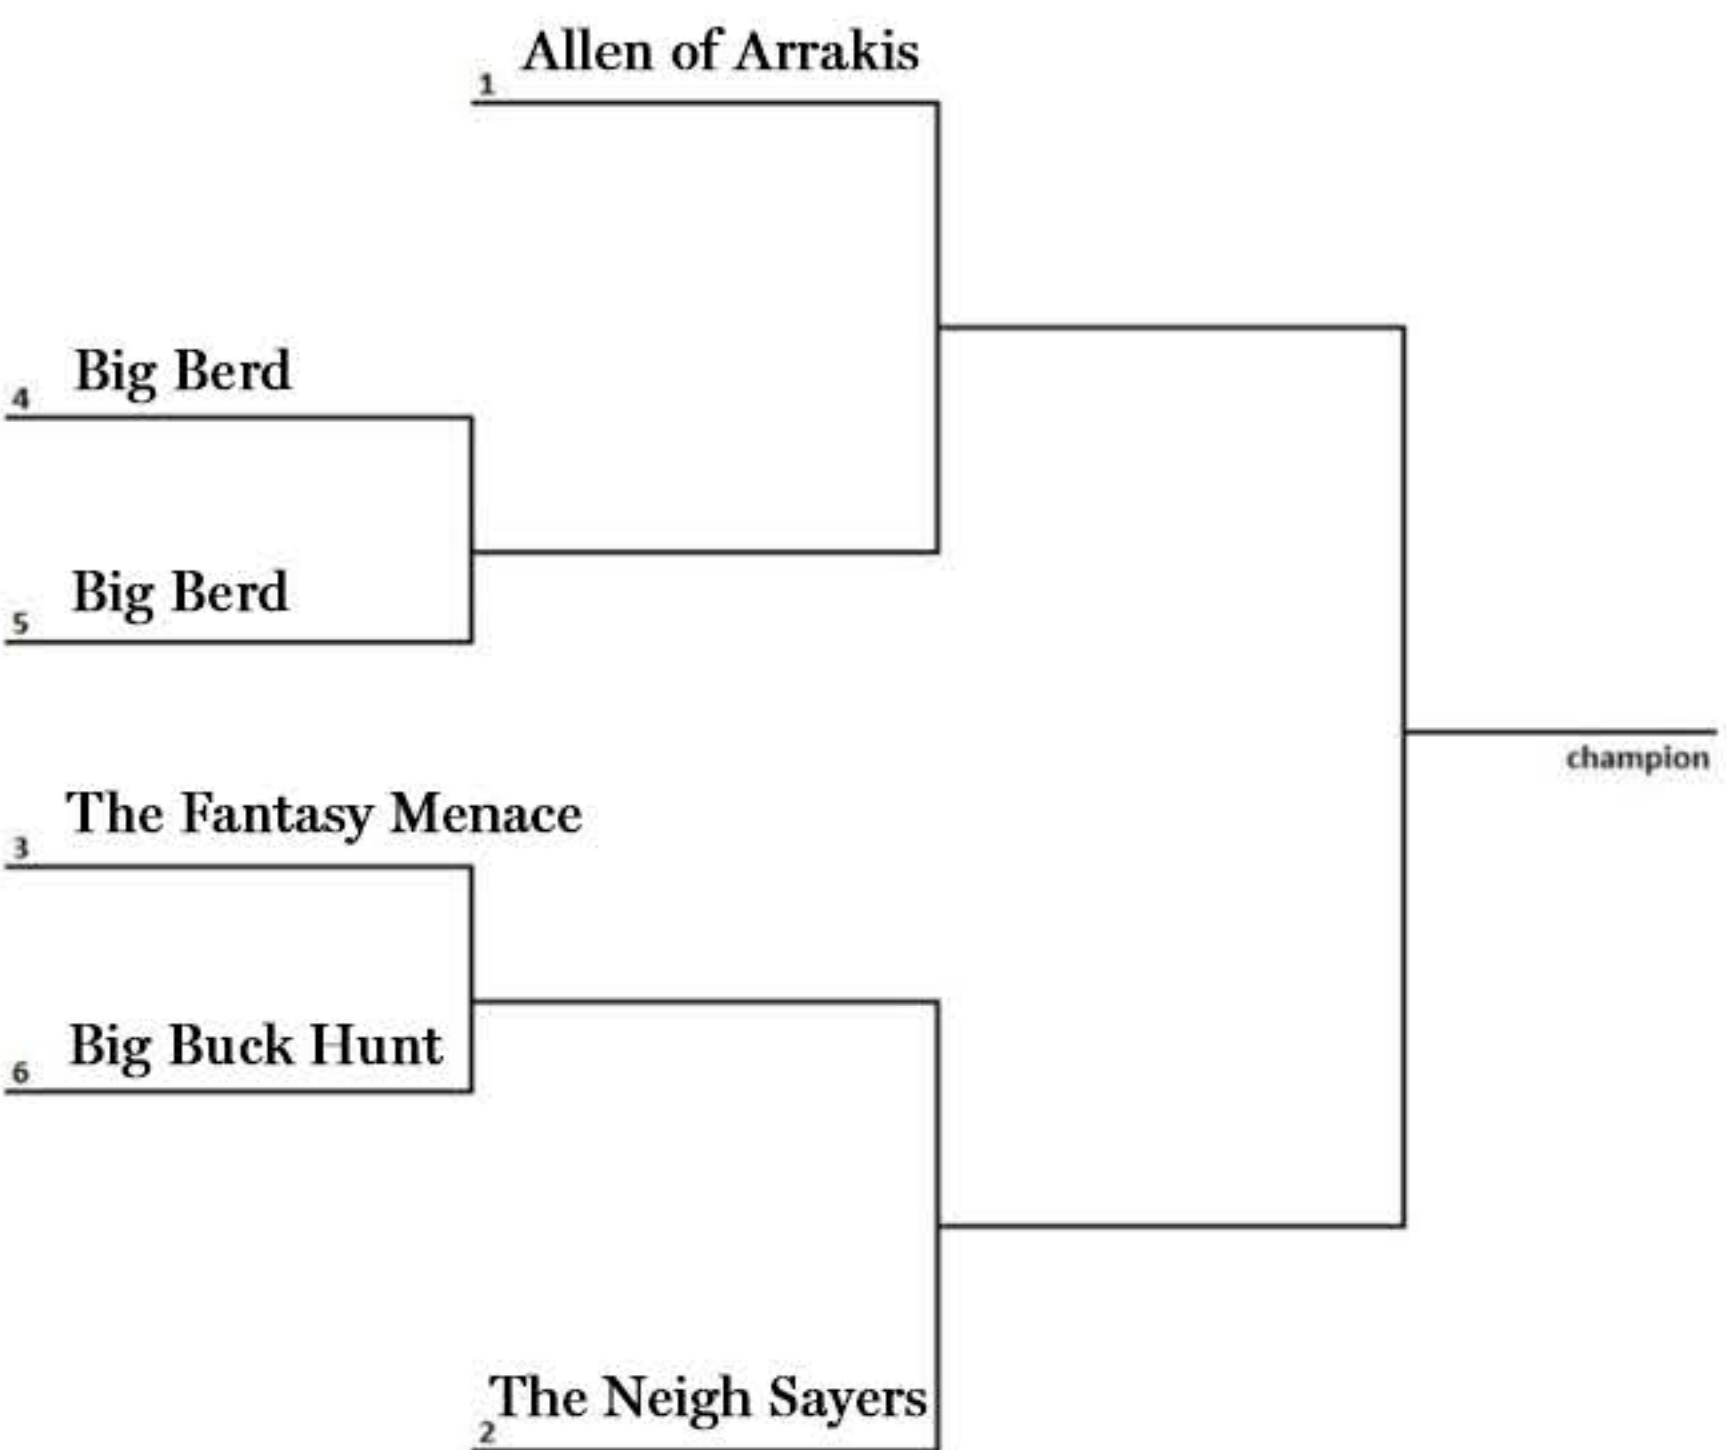 Allen of Arrakis
1
Big Berd
4
Big Berd
5
champion
The Fantasy Menace
3
Big Buck Hunt
6
The Neigh Sayers
2